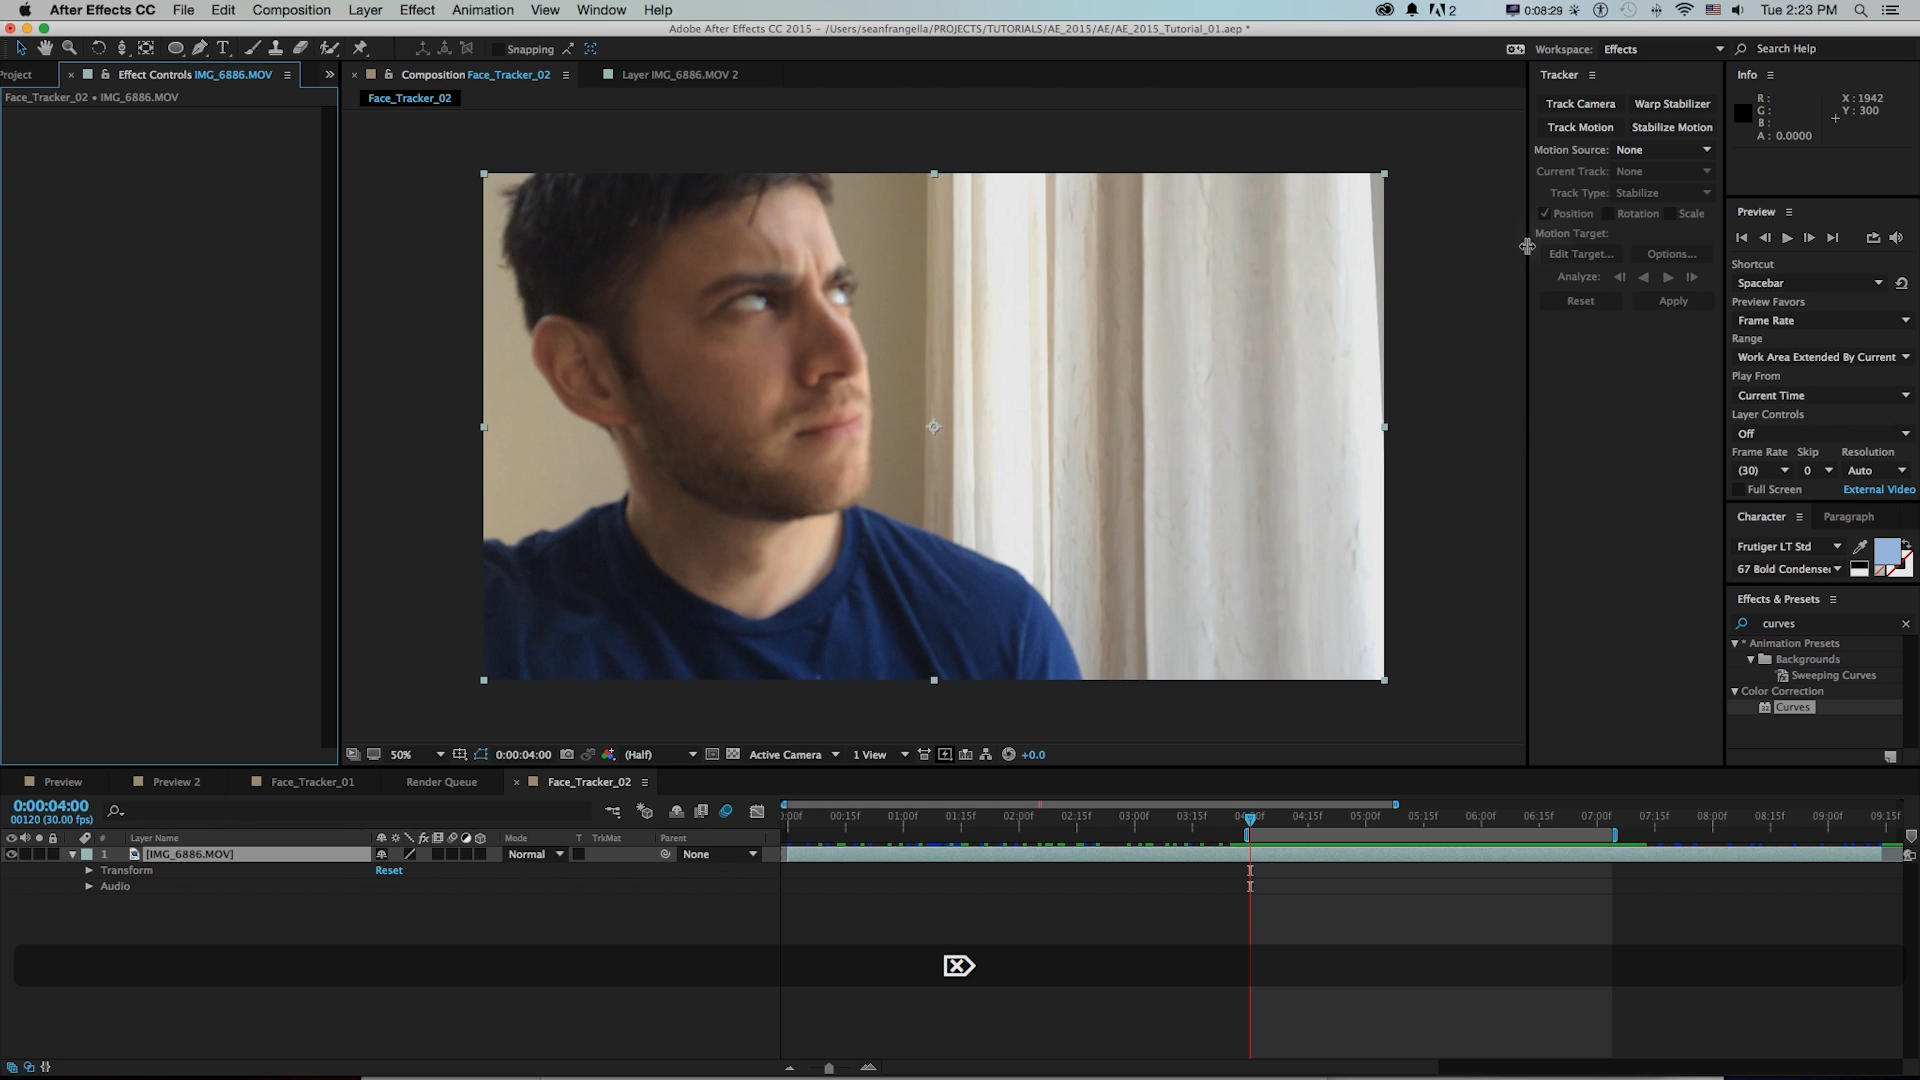 After Effects CC File Edit Composition Layer Effect Animation View Window Help 2 0:08:29 Tue 2:23 PM
Adobe After Effects CC 2015 – /Users/seanfrangella/PROJECTS/TUTORIALS/AE_2015/AE/AE_2015_Tutorial_01.aep *
T Snapping Workspace: Effects Search Help
roject × Effect Controls IMG_6886.MOV » × Composition Face_Tracker_02 Layer IMG_6886.MOV 2 Tracker Info
Face_Tracker_02 • IMG_6886.MOV
Face_Tracker_02
Track Camera Warp Stabilizer
Track Motion Stabilize Motion
Motion Source: None
Current Track: None
Track Type: Stabilize
Position Rotation Scale
Motion Target:
Edit Target... Options...
Analyze:
Reset Apply
R: X : 1942
G: Y : 300
B:
A: 0.0000
Preview
Shortcut
Spacebar
Preview Favors
Frame Rate
Range
Work Area Extended By Current
Play From
Current Time
Layer Controls
Off
Frame Rate Skip Resolution
(30) 0 Auto
Full Screen External Video
Character Paragraph
Frutiger LT Std
67 Bold Condense
Effects & Presets
curves ×
* Animation Presets
Backgrounds
Sweeping Curves
Color Correction
Curves
50% 0:00:04:00 (Half) Active Camera 1 View +0.0
Preview Preview 2 Face_Tracker_01 Render Queue × Face_Tracker_02
0:00:04:00
00120 (30.00 fps)
:00f 00:15f 01:00f 01:15f 02:00f 02:15f 03:00f 03:15f 04:15f 05:00f 05:15f 06:00f 06:15f 07:00f 07:15f 08:00f 08:15f 09:00f 09:15f
# Layer Name fx Mode T TrkMat Parent
1 [IMG_6886.MOV] Normal None
Transform Reset
Audio